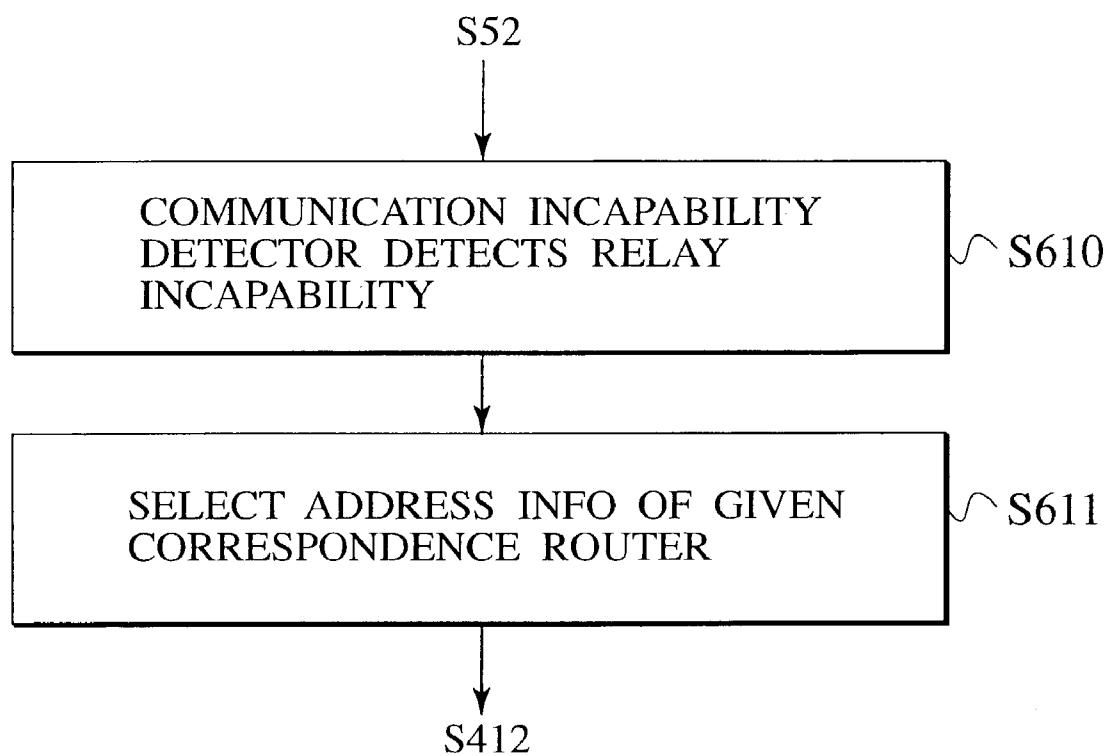 S52
COMMUNICATION INCAPABILITY
DETECTOR DETECTS RELAY
INCAPABILITY
S610
SELECT ADDRESS INFO OF GIVEN
CORRESPONDENCE ROUTER
S611
S412